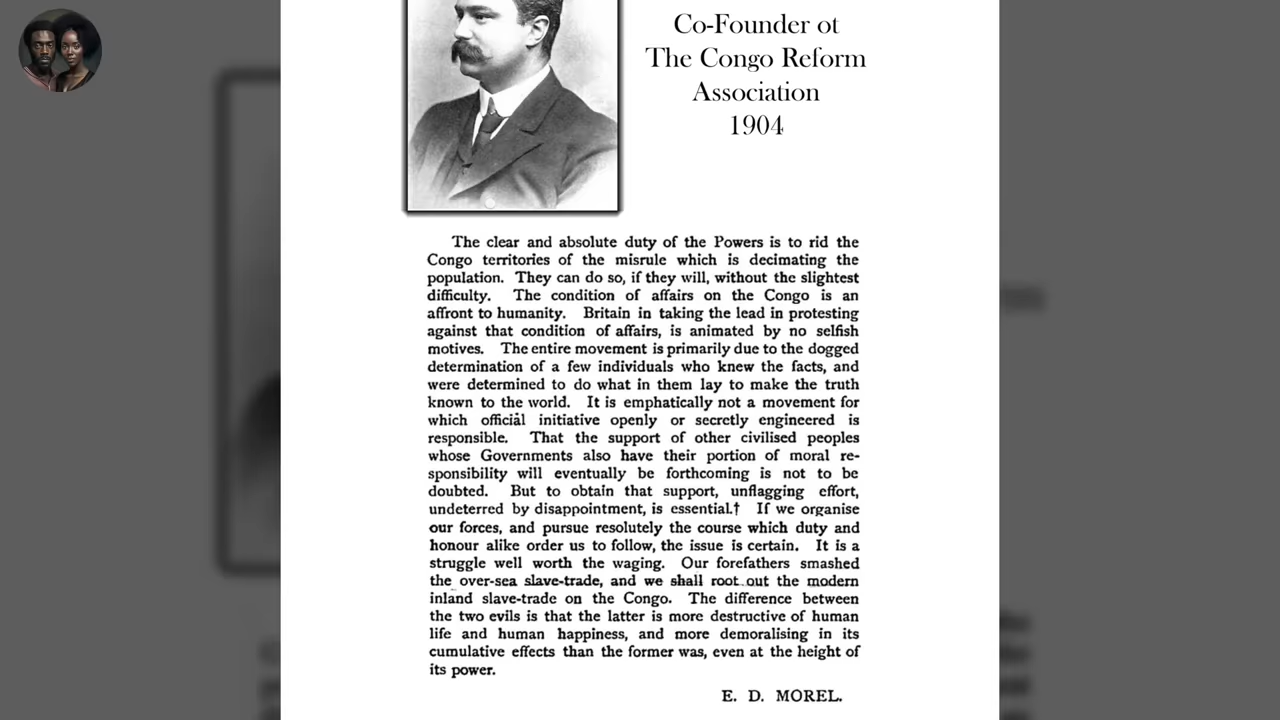 Co-Founder of
The Congo Reform
Association
1904
The clear and absolute duty of the Powers is to rid the
Congo territories of the misrule which is decimating the
population. They can do so, if they will, without the slightest
difficulty. The condition of affairs on the Congo is an
affront to humanity. Britain in taking the lead in protesting
against that condition of affairs, is animated by no selfish
motives. The entire movement is primarily due to the dogged
determination of a few individuals who knew the facts, and
were determined to do what in them lay to make the truth
known to the world. It is emphatically not a movement for
which official initiative openly or secretly engineered is
responsible. That the support of other civilised peoples
whose Governments also have their portion of moral re-
sponsibility will eventually be forthcoming is not to be
doubted. But to obtain that support, unflagging effort,
undeterred by disappointment, is essential.† If we organise
our forces, and pursue resolutely the course which duty and
honour alike order us to follow, the issue is certain. It is a
struggle well worth the waging. Our forefathers smashed
the over-sea slave-trade, and we shall root out the modern
inland slave-trade on the Congo. The difference between
the two evils is that the latter is more destructive of human
life and human happiness, and more demoralising in its
cumulative effects than the former was, even at the height of
its power.
E. D. MOREL.